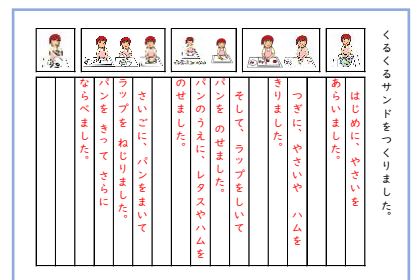 くるくるサンドをつくりました。
はじめに、やさいを
あらいました。
つぎに、やさいや　ハムを
きりました。
そして、ラップをしいて
パンを のせました。
パンのうえに、レタスやハムを
のせました。
さいごに、パンをまいて
ラップを ねじりました。
パンを きって さらに
ならべました。